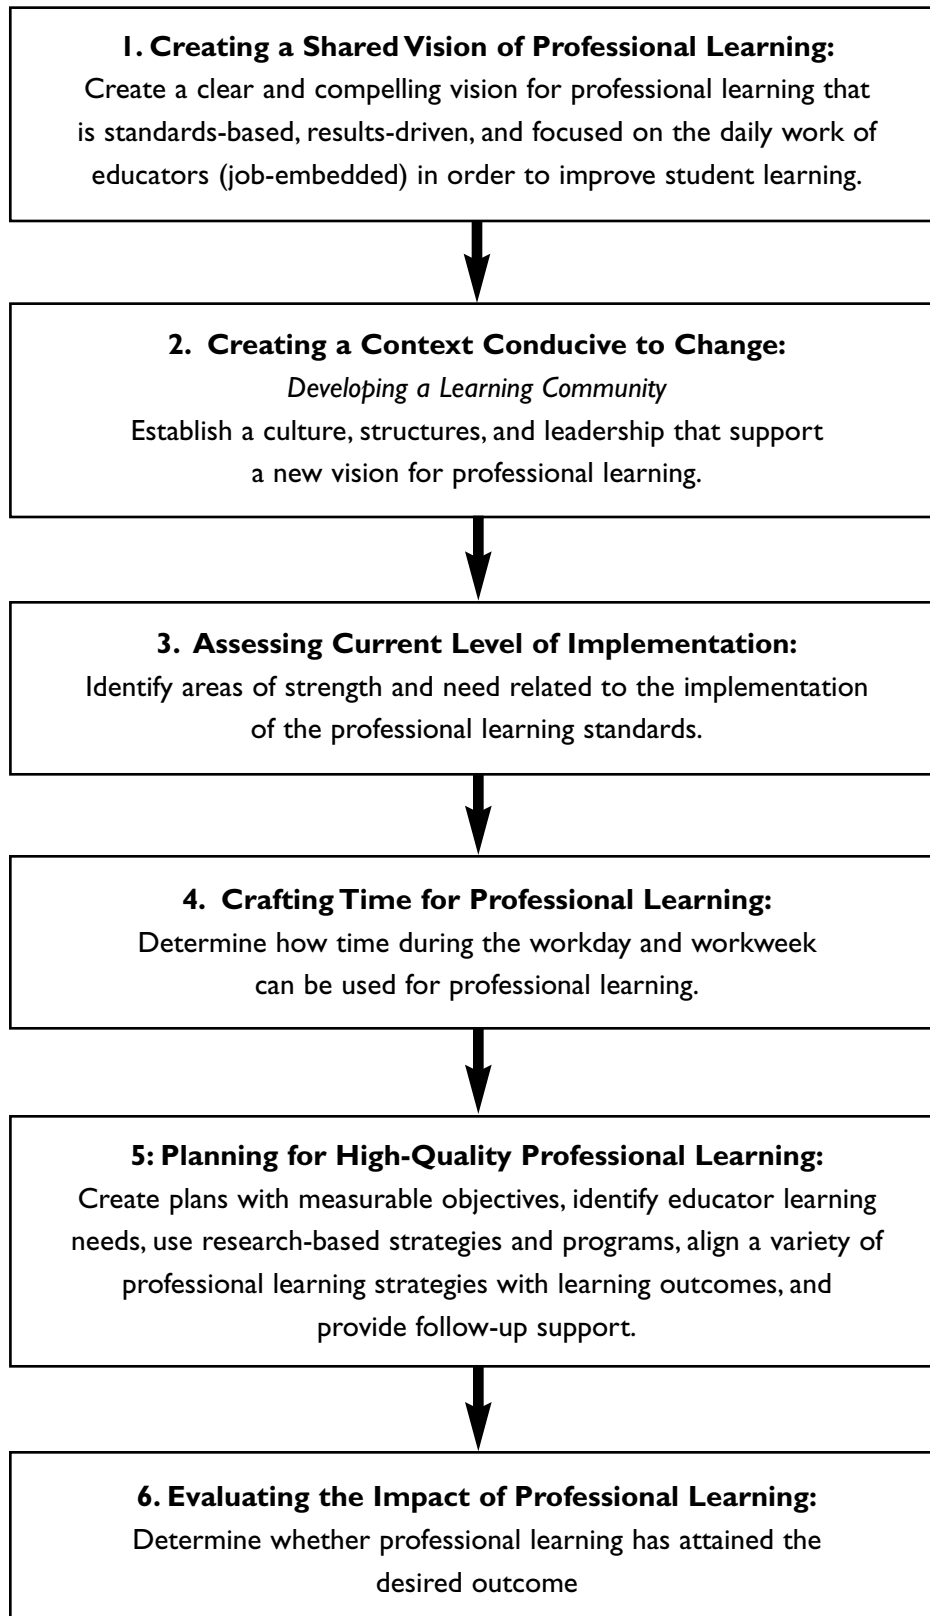 1. Creating a Shared Vision of Professional Learning:
Create a clear and compelling vision for professional learning that
is standards-based, results-driven, and focused on the daily work of
educators (job-embedded) in order to improve student learning.
2. Creating a Context Conducive to Change:
Developing a Learning Community
Establish a culture, structures, and leadership that support
a new vision for professional learning.
3. Assessing Current Level of Implementation:
Identify areas of strength and need related to the implementation
of the professional learning standards.
4. Crafting Time for Professional Learning:
Determine how time during the workday and workweek
can be used for professional learning.
5: Planning for High-Quality Professional Learning:
Create plans with measurable objectives, identify educator learning
needs, use research-based strategies and programs, align a variety of
professional learning strategies with learning outcomes, and
provide follow-up support.
6. Evaluating the Impact of Professional Learning:
Determine whether professional learning has attained the
desired outcome